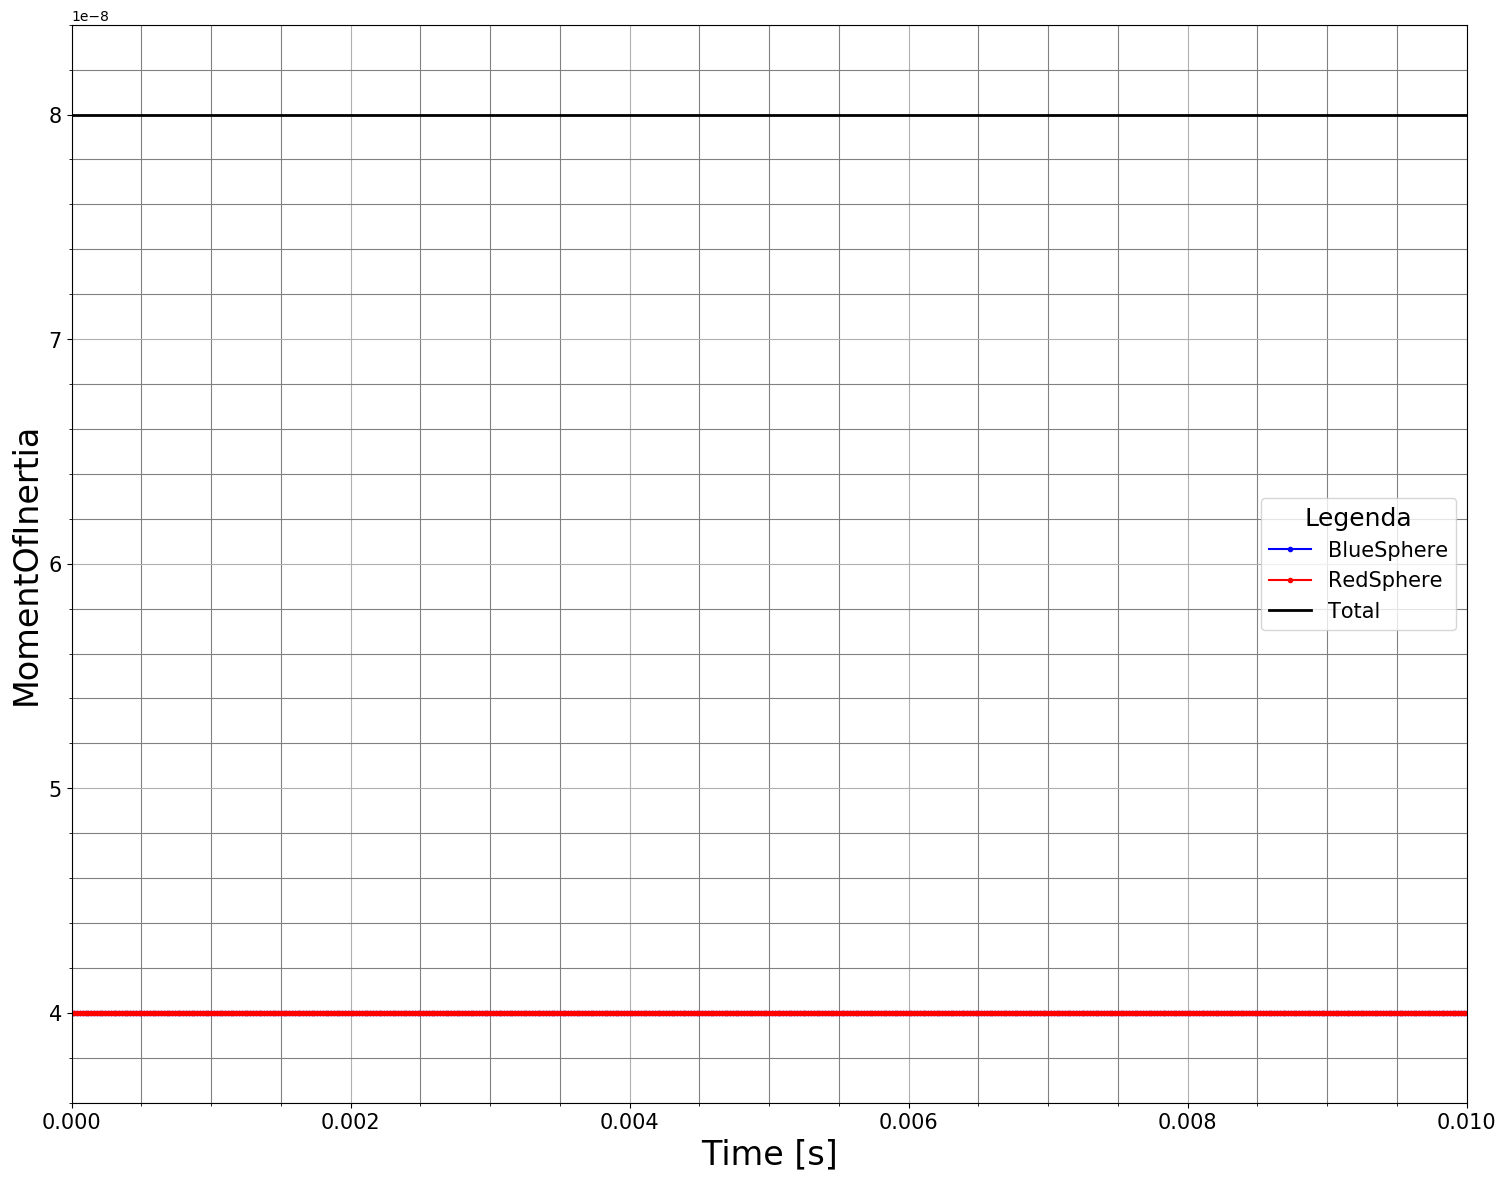 1e−8
8
7
6
5
4
MomentOfInertia
Legenda
BlueSphere
RedSphere
Total
0.000 0.002 0.004 0.006 0.008 0.010
Time [s]